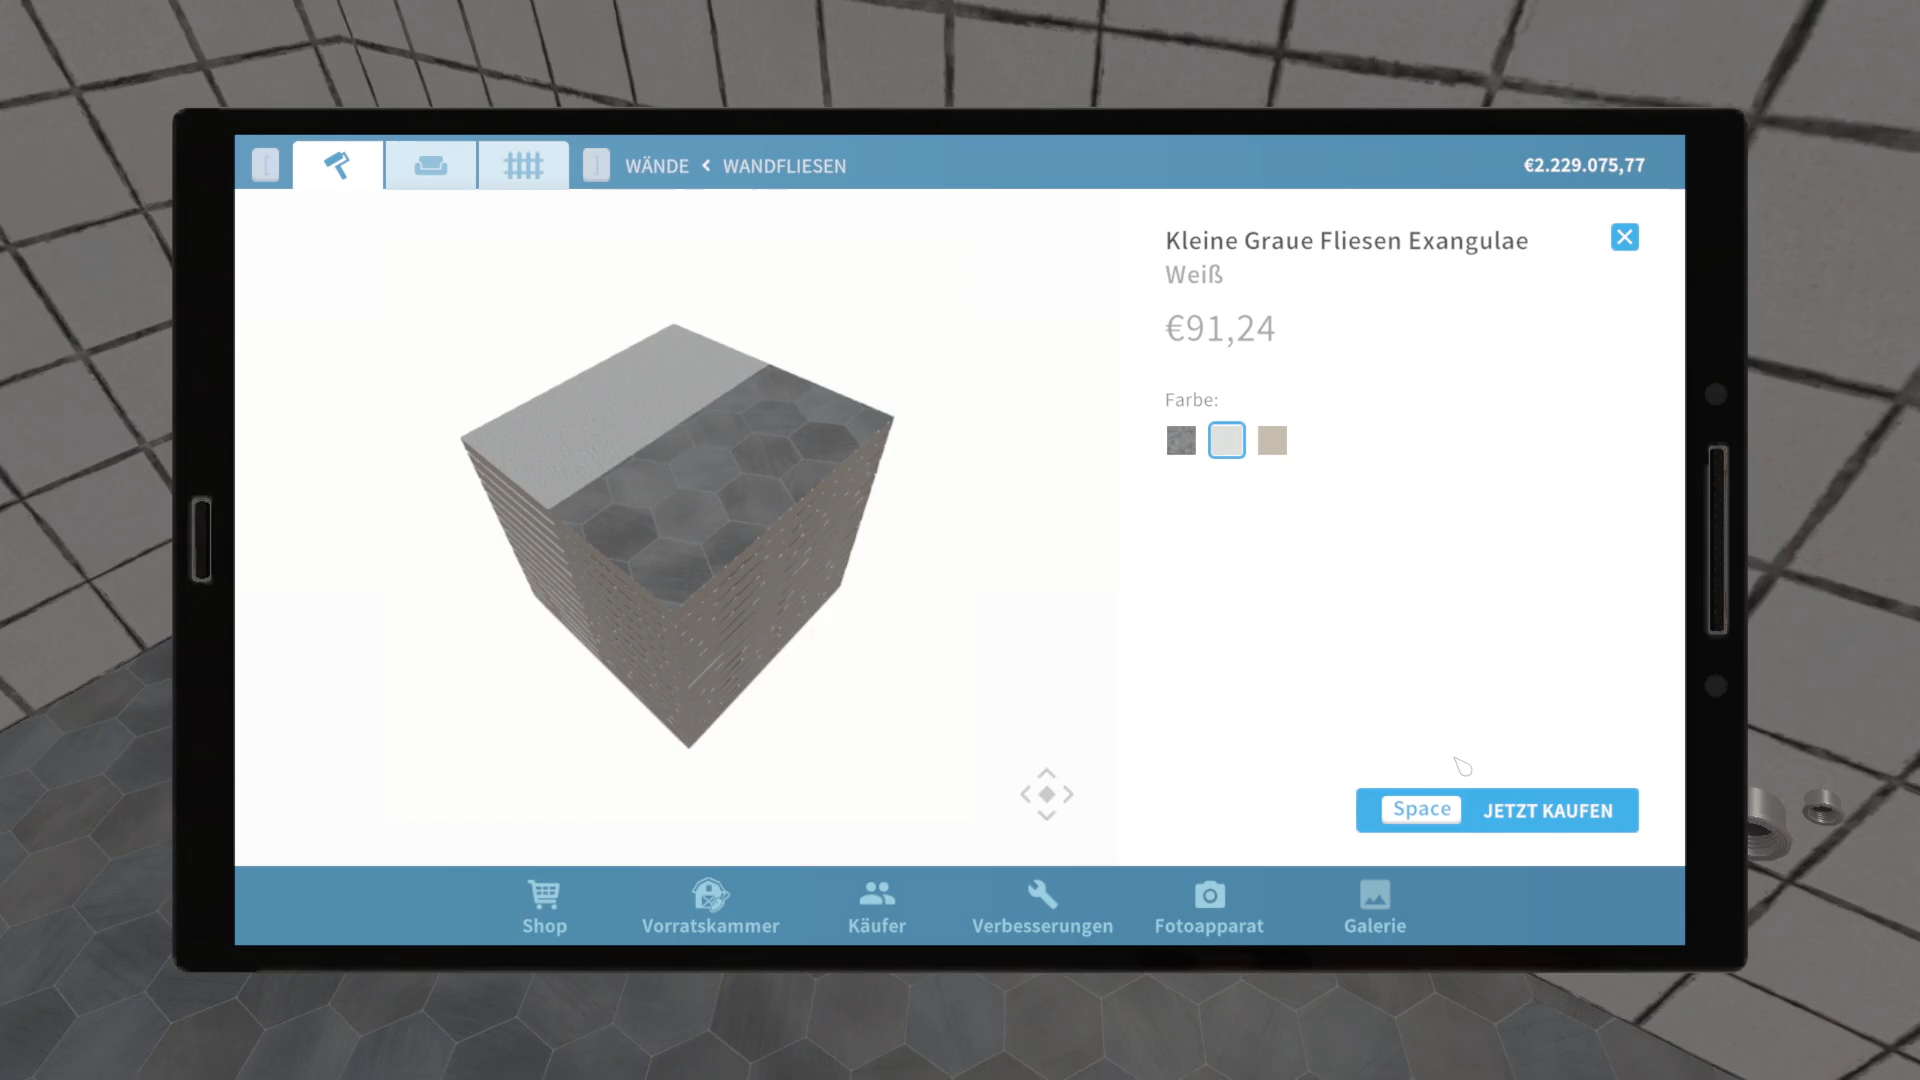 [
]
WÄNDE < WANDFLIESEN
€2.229.075,77
Kleine Graue Fliesen Exangulae
Weiß
€91,24
Farbe:
Space JETZT KAUFEN
Shop
Vorratskammer
Käufer
Verbesserungen
Fotoapparat
Galerie